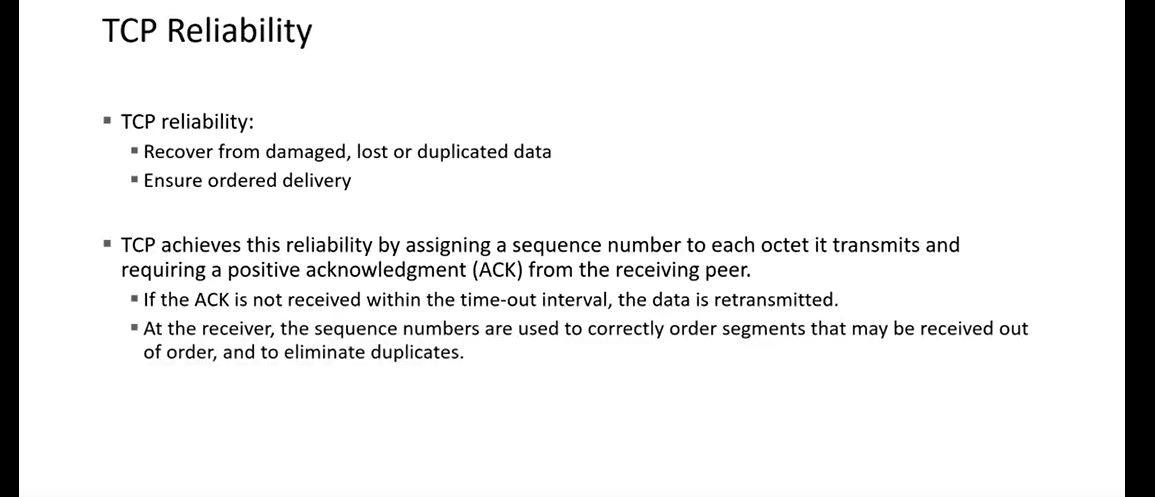 TCP Reliability
▪ TCP reliability:
▪ Recover from damaged, lost or duplicated data
▪ Ensure ordered delivery
▪ TCP achieves this reliability by assigning a sequence number to each octet it transmits and
requiring a positive acknowledgment (ACK) from the receiving peer.
▪ If the ACK is not received within the time-out interval, the data is retransmitted.
▪ At the receiver, the sequence numbers are used to correctly order segments that may be received out
of order, and to eliminate duplicates.